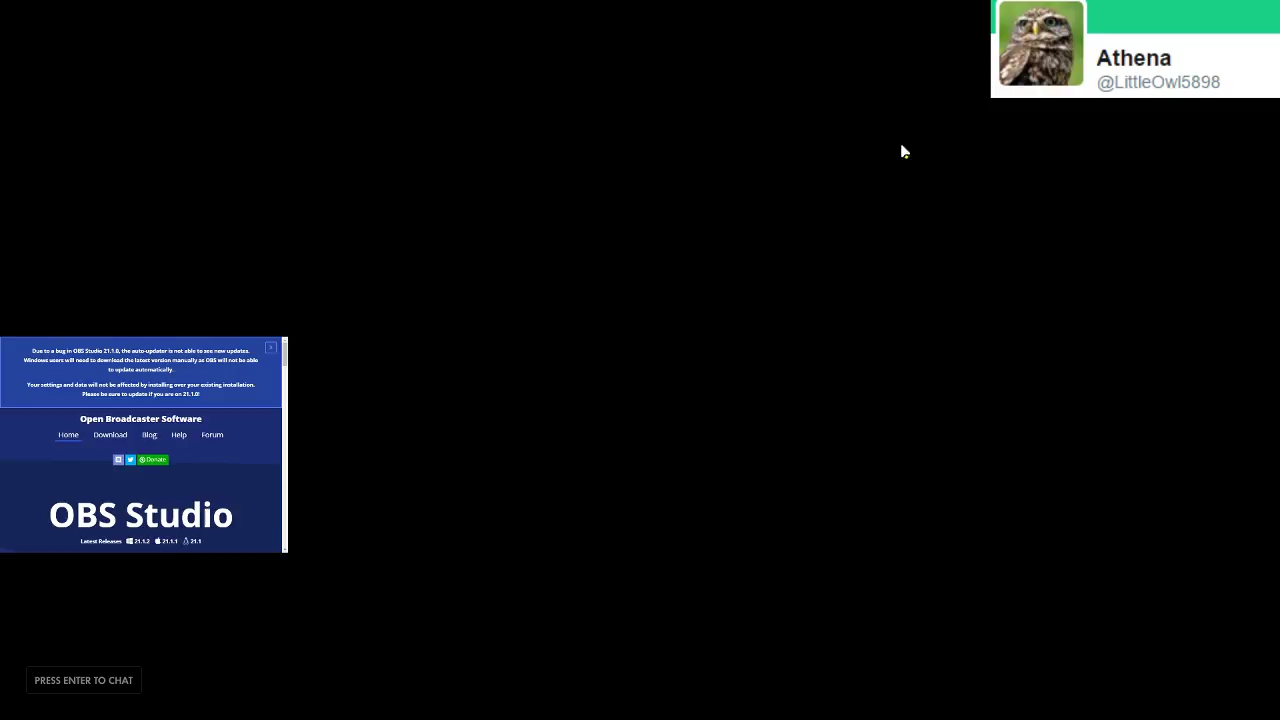 Athena
@LittleOwl5898
Due to a bug in OBS Studio 21.1.0, the auto-updater is not able to see new updates.
Windows users will need to download the latest version manually as OBS will not be able
to update automatically.
Your settings and data will not be affected by installing over your existing installation.
Please be sure to update if you are on 21.1.0!
Open Broadcaster Software
Home Download Blog Help Forum
Donate
OBS Studio
Latest Releases 21.1.2 21.1.1 21.1
PRESS ENTER TO CHAT